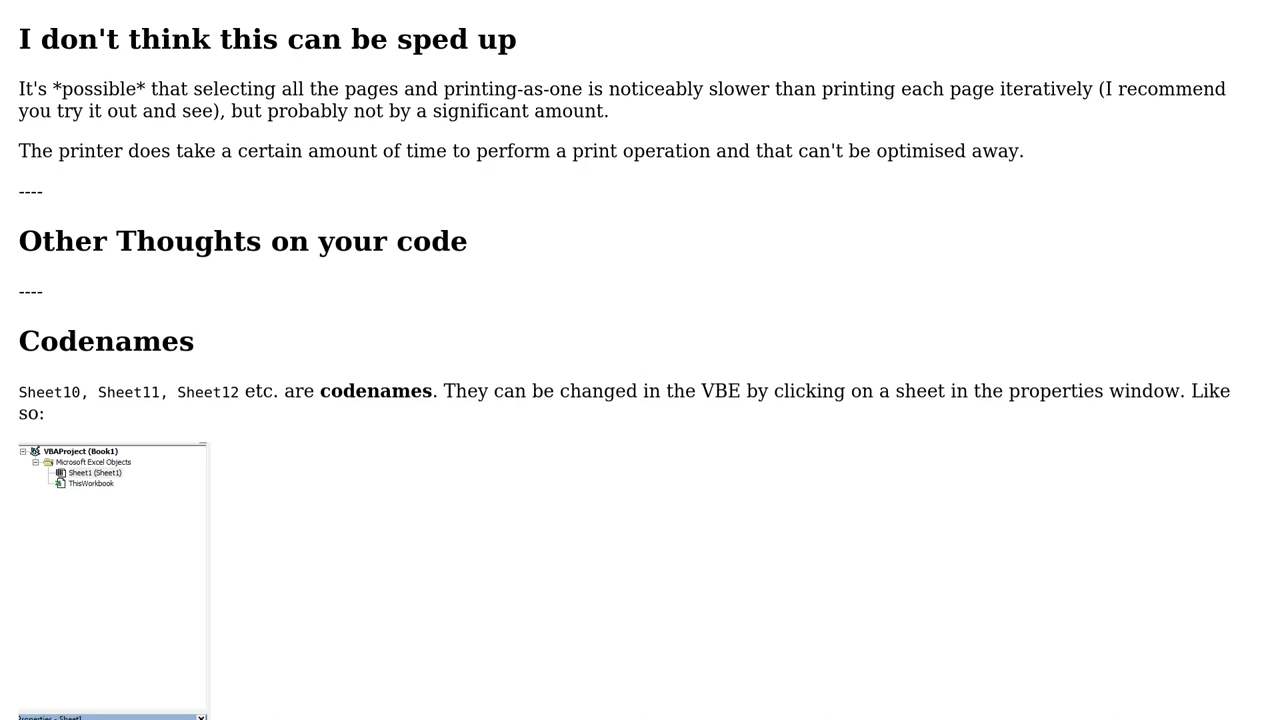 I don't think this can be sped up
It's *possible* that selecting all the pages and printing-as-one is noticeably slower than printing each page iteratively (I recommend
you try it out and see), but probably not by a significant amount.
The printer does take a certain amount of time to perform a print operation and that can't be optimised away.
----
Other Thoughts on your code
----
Codenames
Sheet10, Sheet11, Sheet12 etc. are codenames. They can be changed in the VBE by clicking on a sheet in the properties window. Like
so:
VBAProject (Book1)
Microsoft Excel Objects
Sheet1 (Sheet1)
ThisWorkbook
Properties - Sheet1